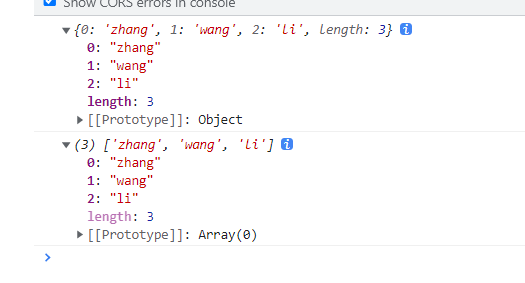 Show CORS errors in console
▼{0: 'zhang', 1: 'wang', 2: 'li', length: 3} i
0: "zhang"
1: "wang"
2: "li"
length: 3
▶[[Prototype]]: Object
▼(3) ['zhang', 'wang', 'li'] i
0: "zhang"
1: "wang"
2: "li"
length: 3
▶[[Prototype]]: Array(0)
>